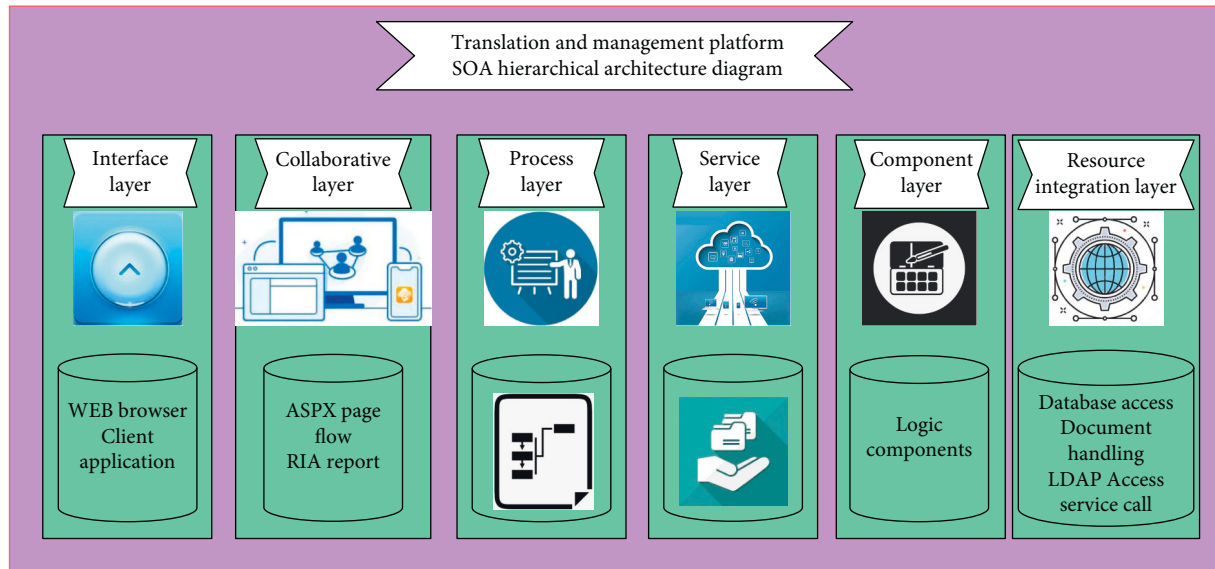 Translation and management platform
SOA hierarchical architecture diagram
Interface
layer
Collaborative
layer
Process
layer
Service
layer
Component
layer
Resource
integration layer
WEB browser
Client
application
ASPX page
flow
RIA report
Logic
components
Database access
Document
handling
LDAP Access
service call